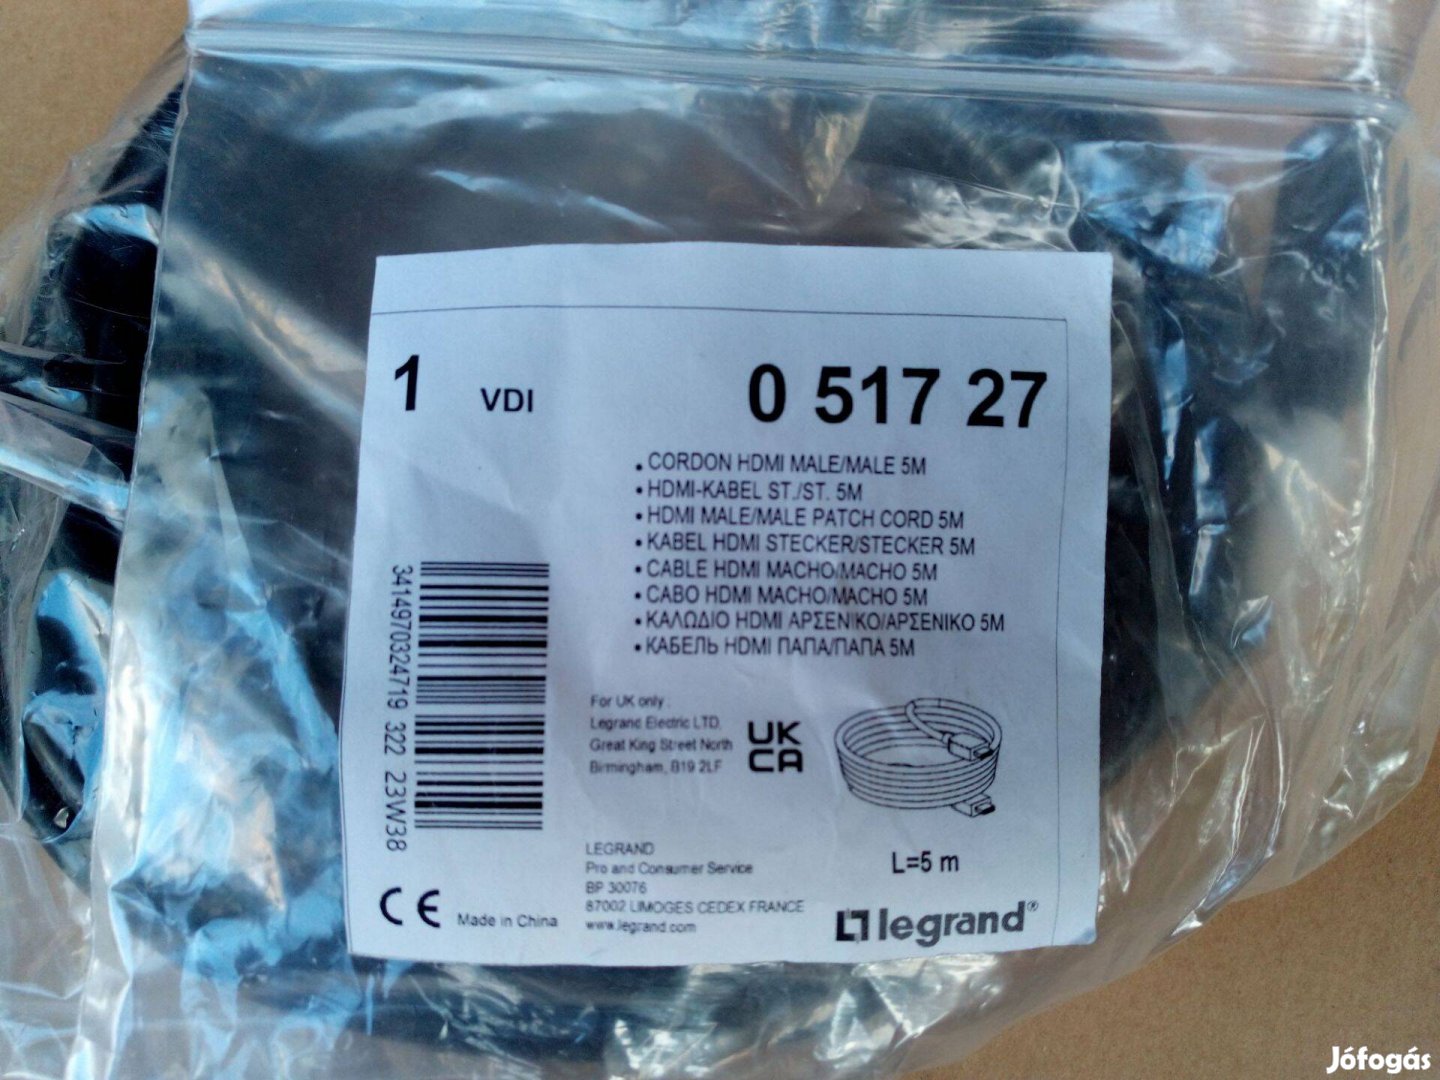 1 VDI 0 517 27
• CORDON HDMI MALE/MALE 5M
• HDMI-KABEL ST./ST. 5M
• HDMI MALE/MALE PATCH CORD 5M
• KABEL HDMI STECKER/STECKER 5M
• CABLE HDMI MACHO/MACHO 5M
• CABO HDMI MACHO/MACHO 5M
• ΚΑΛΩΔΙΟ HDMI ΑΡΣΕΝΙΚΟ/ΑΡΣΕΝΙΚΟ 5M
• КАБЕЛЬ HDMI ПАПА/ПАПА 5M
3414970324719 322 23W38
For UK only :
Legrand Electric LTD,
Great King Street North
Birmingham, B19 2LF
UK
CA
L=5 m
LEGRAND
Pro and Consumer Service
BP 30076
87002 LIMOGES CEDEX FRANCE
www.legrand.com
CE Made in China
legrand®
Jófogás